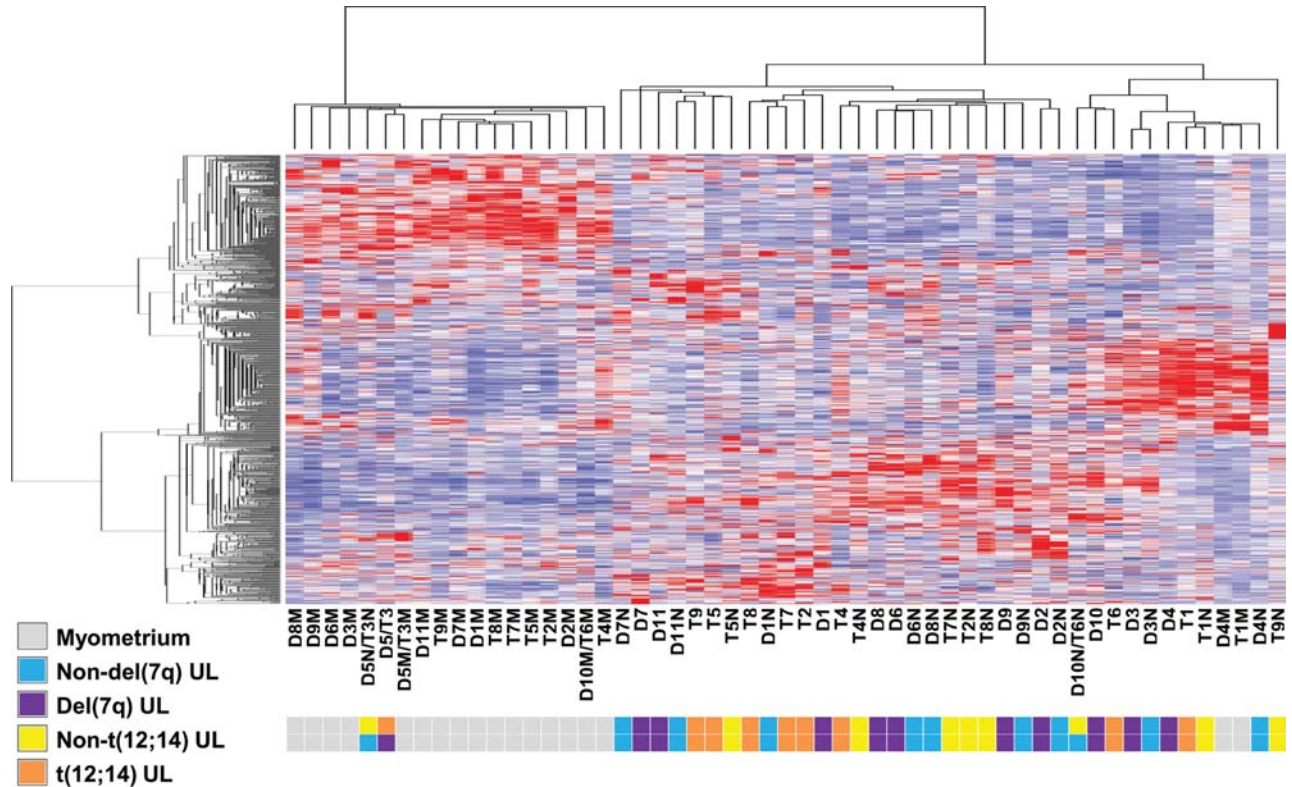 D8M
D9M
D6M
D3M
D5N/T3N
D5/T3
D5M/T3M
D11M
T9M
D7M
D1M
T8M
T7M
T5M
T2M
D2M
D10M/T6M
T4M
D7N
D7
D11
D11N
T9
T5
T5N
T8
D1N
T7
T2
D1
T4
T4N
D8
D6
D6N
D8N
T7N
T2N
T8N
D9
D9N
D2
D2N
D10N/T6N
D10
T6
D3
D3N
D4
T1
T1N
D4M
T1M
D4N
T9N
Myometrium
Non-del(7q) UL
Del(7q) UL
Non-t(12;14) UL
t(12;14) UL